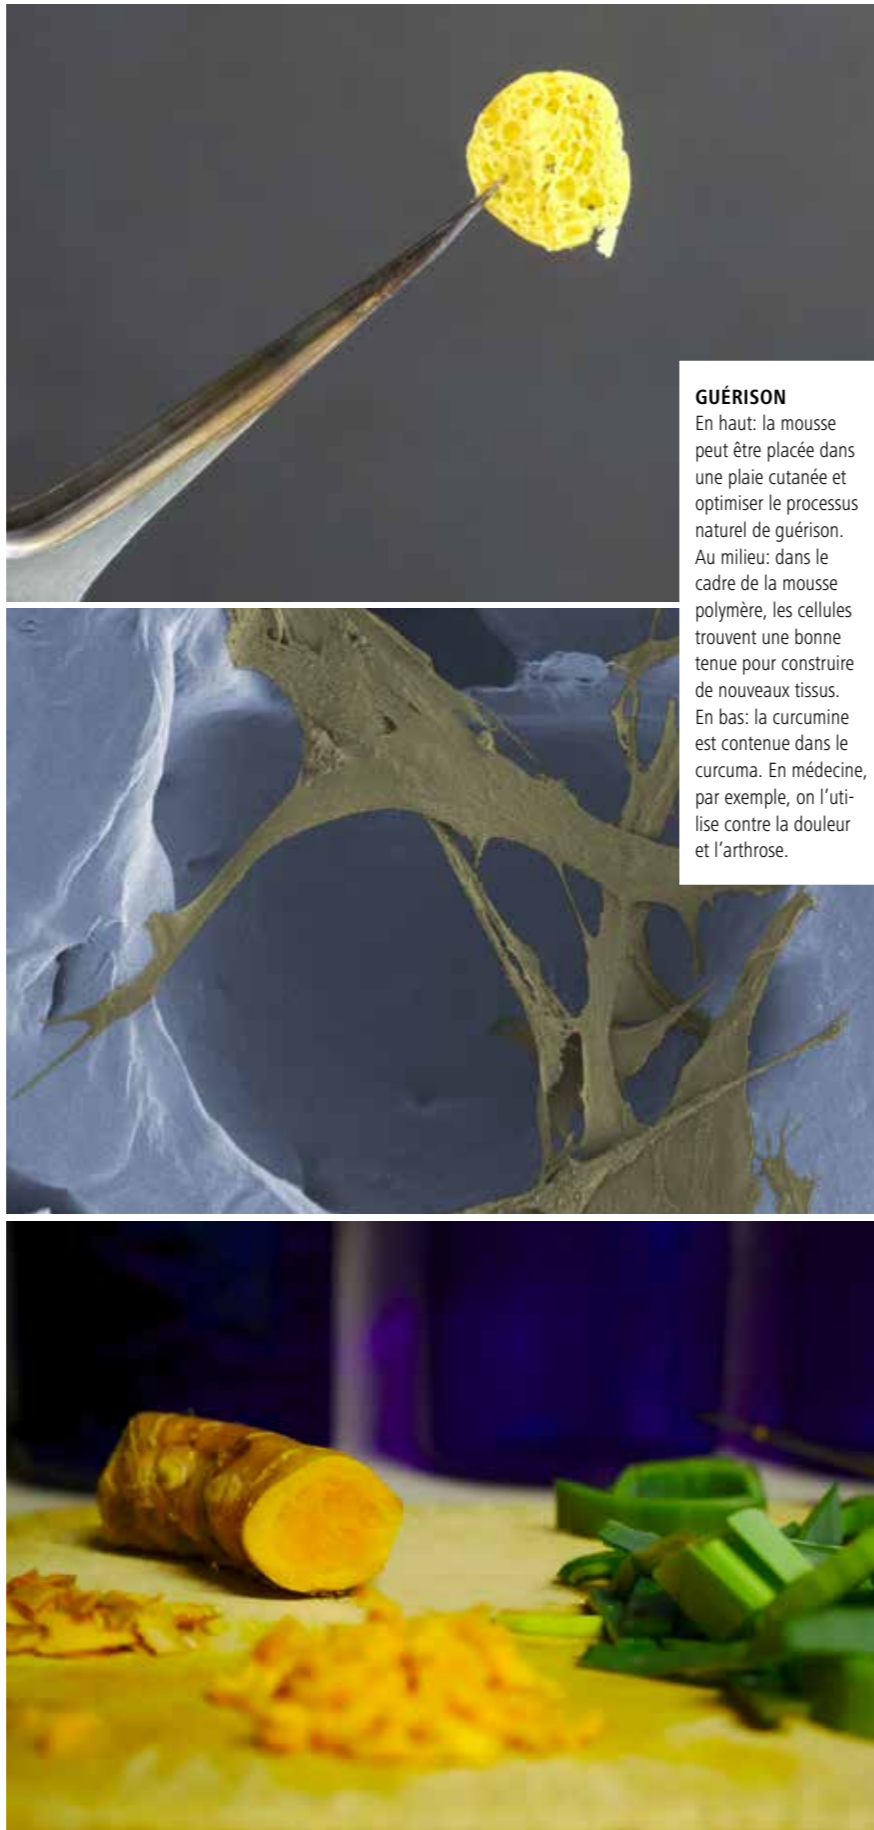 GUÉRISON
En haut: la mousse
peut être placée dans
une plaie cutanée et
optimiser le processus
naturel de guérison.
Au milieu: dans le
cadre de la mousse
polymère, les cellules
trouvent une bonne
tenue pour construire
de nouveaux tissus.
En bas: la curcumine
est contenue dans le
curcuma. En médecine,
par exemple, on l’uti-
lise contre la douleur
et l’arthrose.